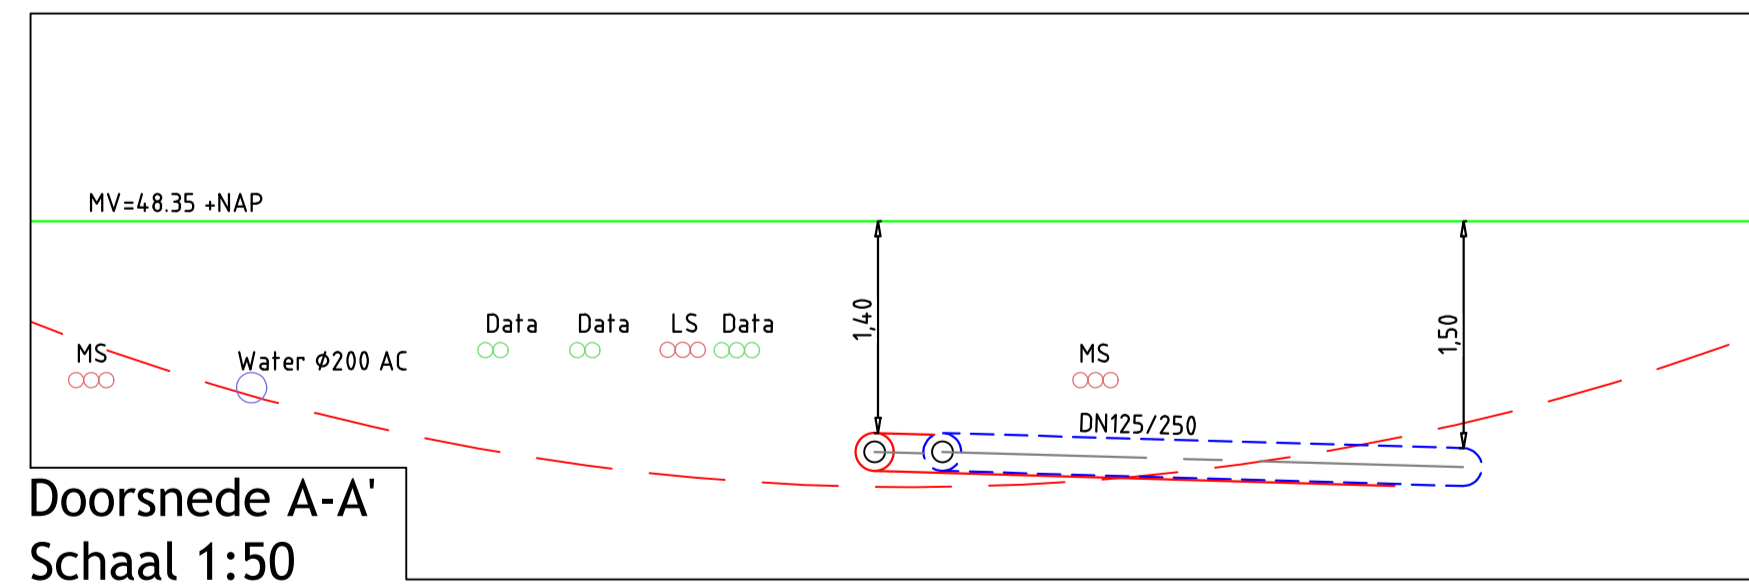 MV=48.35 +NAP
Data Data LS Data
1,40
1,50
MS
Water ⌀200 AC
MS
DN125/250
Doorsnede A-A'
Schaal 1:50